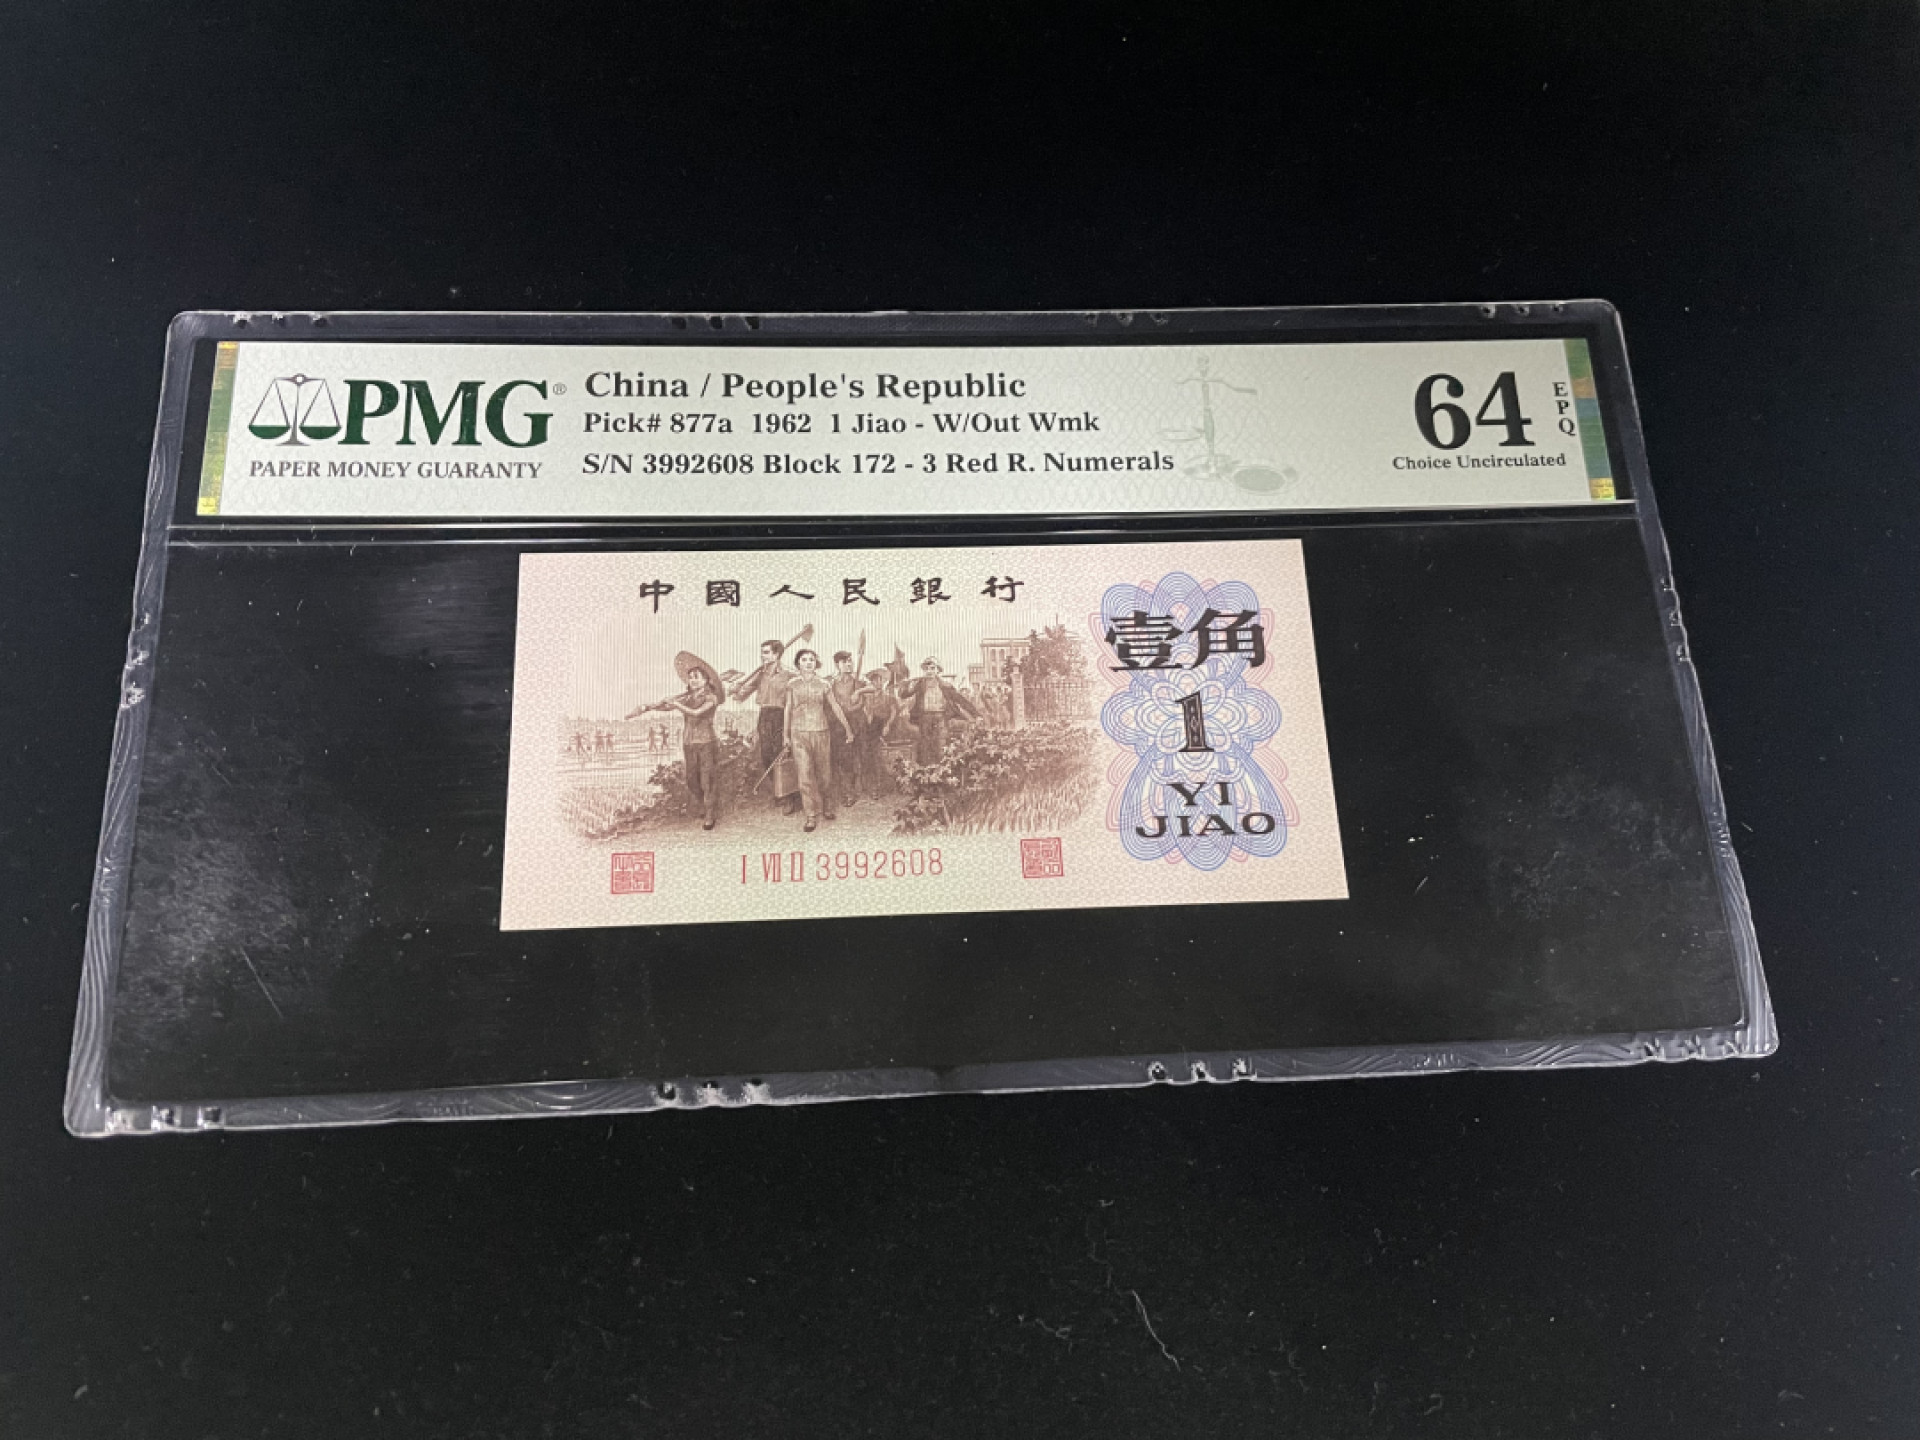 PMG®
PAPER MONEY GUARANTY
China / People's Republic
Pick# 877a 1962 1 Jiao - W/Out Wmk
S/N 3992608 Block 172 - 3 Red R. Numerals
64
EPQ
Choice Uncirculated
中國人民銀行
壹角
1
YI
JIAO
I VII II 3992608